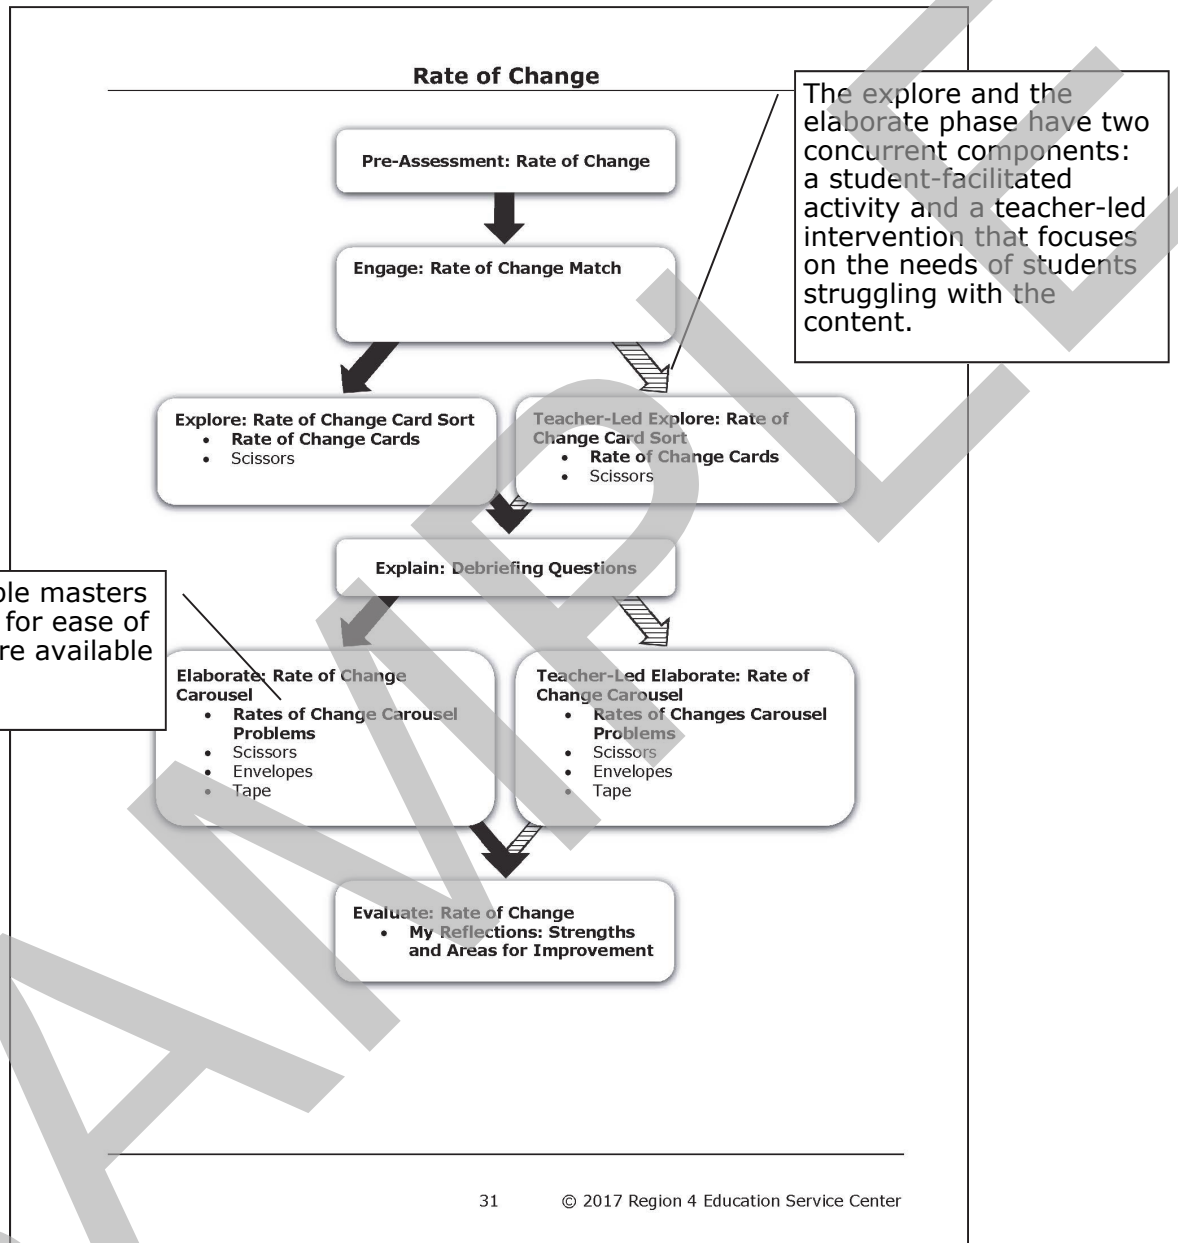 Rate of Change
The explore and the
elaborate phase have two
concurrent components:
a student-facilitated
activity and a teacher-led
intervention that focuses
on the needs of students
struggling with the
content.
Pre-Assessment: Rate of Change
Engage: Rate of Change Match
Explore: Rate of Change Card Sort
• Rate of Change Cards
• Scissors
Teacher-Led Explore: Rate of
Change Card Sort
• Rate of Change Cards
• Scissors
Explain: Debriefing Questions
masters
for ease of
available
Elaborate: Rate of Change
Carousel
• Rates of Change Carousel
Problems
• Scissors
• Envelopes
• Tape
Teacher-Led Elaborate: Rate of
Change Carousel
• Rates of Changes Carousel
Problems
• Scissors
• Envelopes
• Tape
Evaluate: Rate of Change
• My Reflections: Strengths
and Areas for Improvement
31 © 2017 Region 4 Education Service Center
AMPLE